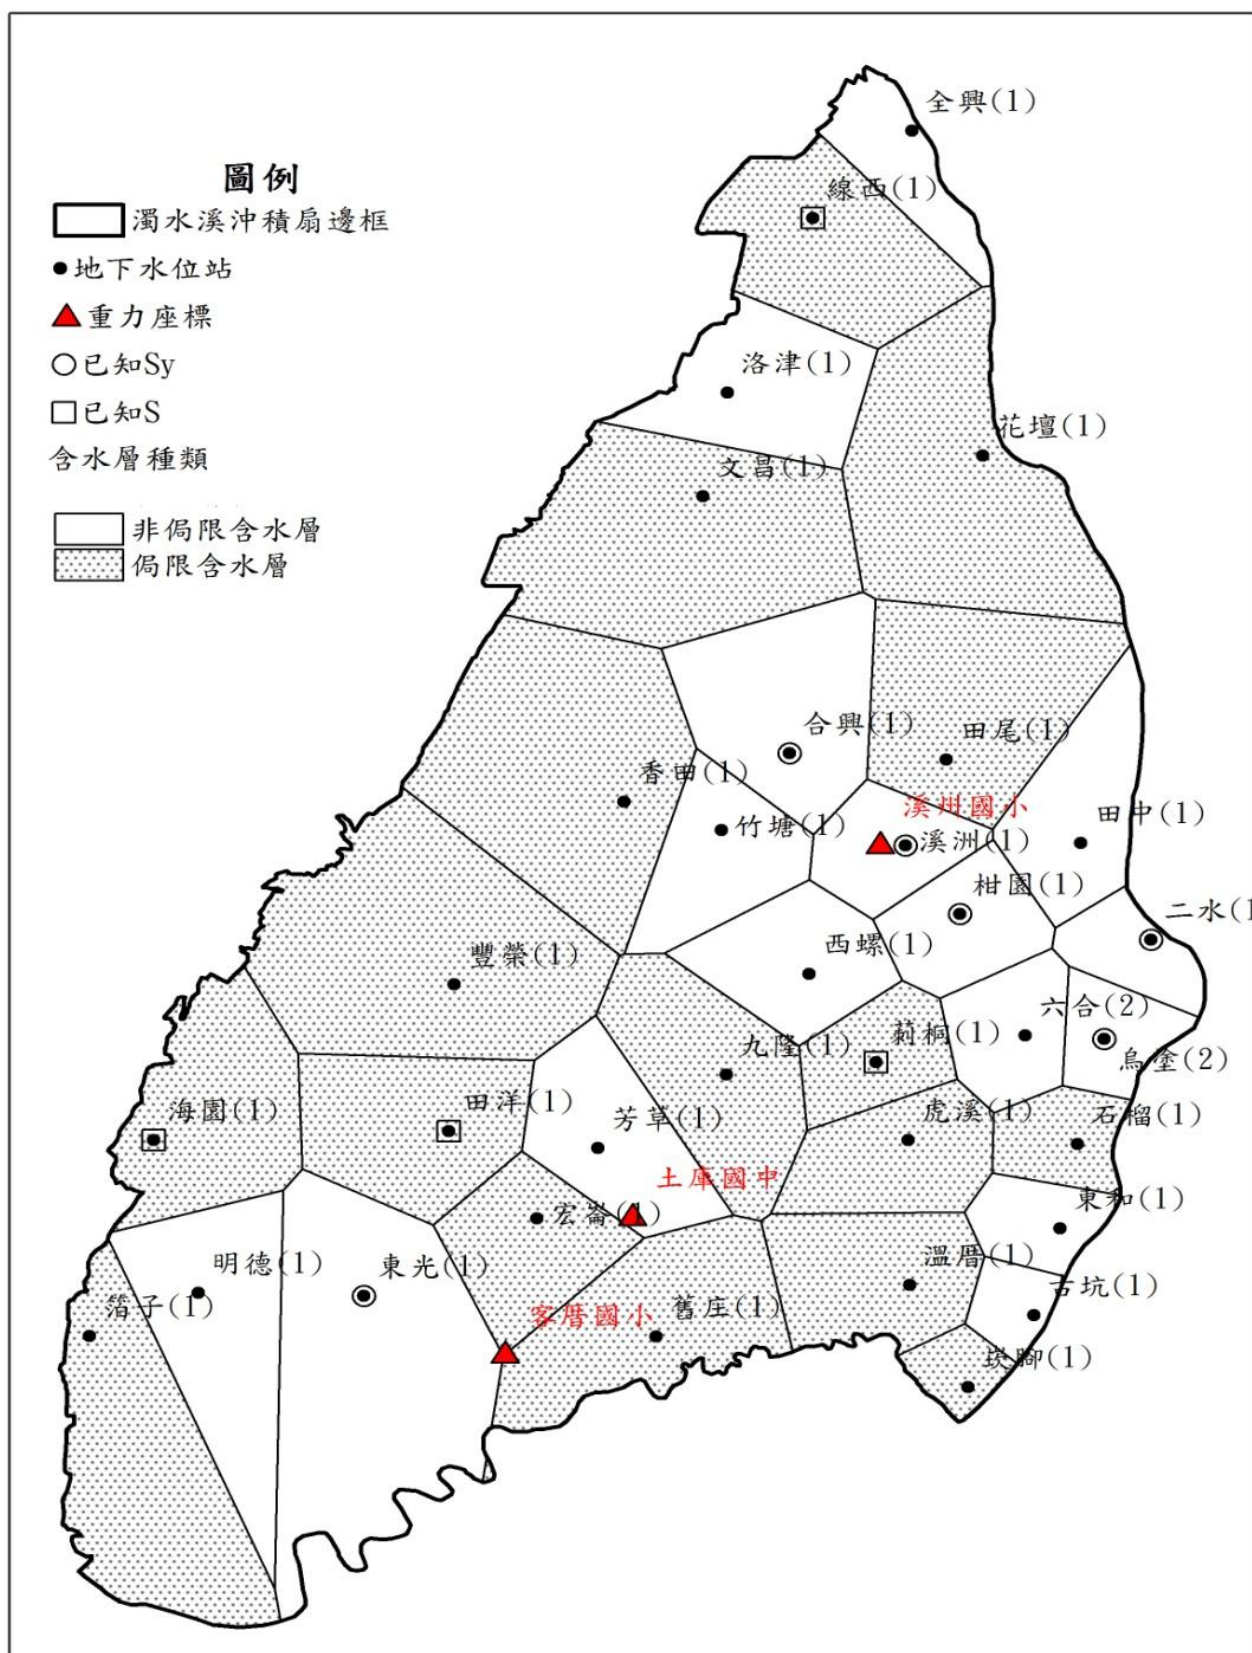 圖例
濁水溪沖積扇邊框
地下水位站
重力座標
已知Sy
已知S
含水層種類
非侷限含水層
侷限含水層
全興(1)
線西(1)
洛津(1)
花壇(1)
文昌(1)
合興(1)
田尾(1)
香田(1)
溪州國小
竹塘(1)
溪洲(1)
田中(1)
柑園(1)
二水(1
西螺(1)
豐榮(1)
六合(2)
九隆(1)
莿桐(1)
烏塗(2)
海園(1)
田洋(1)
芳草(1)
虎溪(1)
石榴(1)
土庫國中
東和(1)
宏崙(1)
明德(1)
東光(1)
溫厝(1)
古坑(1)
箔子(1)
客厝國小
舊庄(1)
崁腳(1)